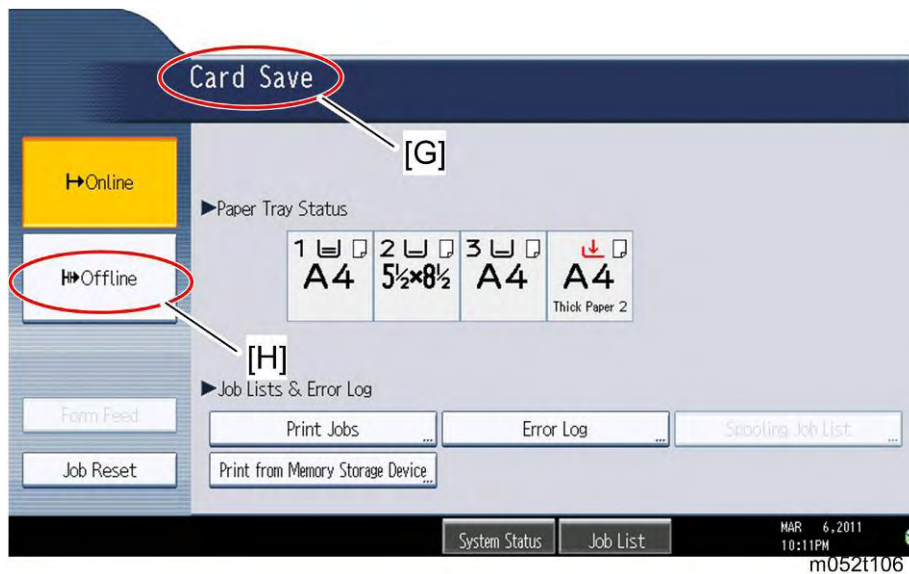 Card Save
[G]
Online
▶Paper Tray Status
1 2 3
A4 5½×8½ A4 A4
Thick Paper 2
Offline
[H]
▶Job Lists & Error Log
Form Feed
Print Jobs... Error Log... Spooling Job List...
Job Reset
Print from Memory Storage Device...
System Status Job List
MAR 6,2011
10:11PM
m052t106